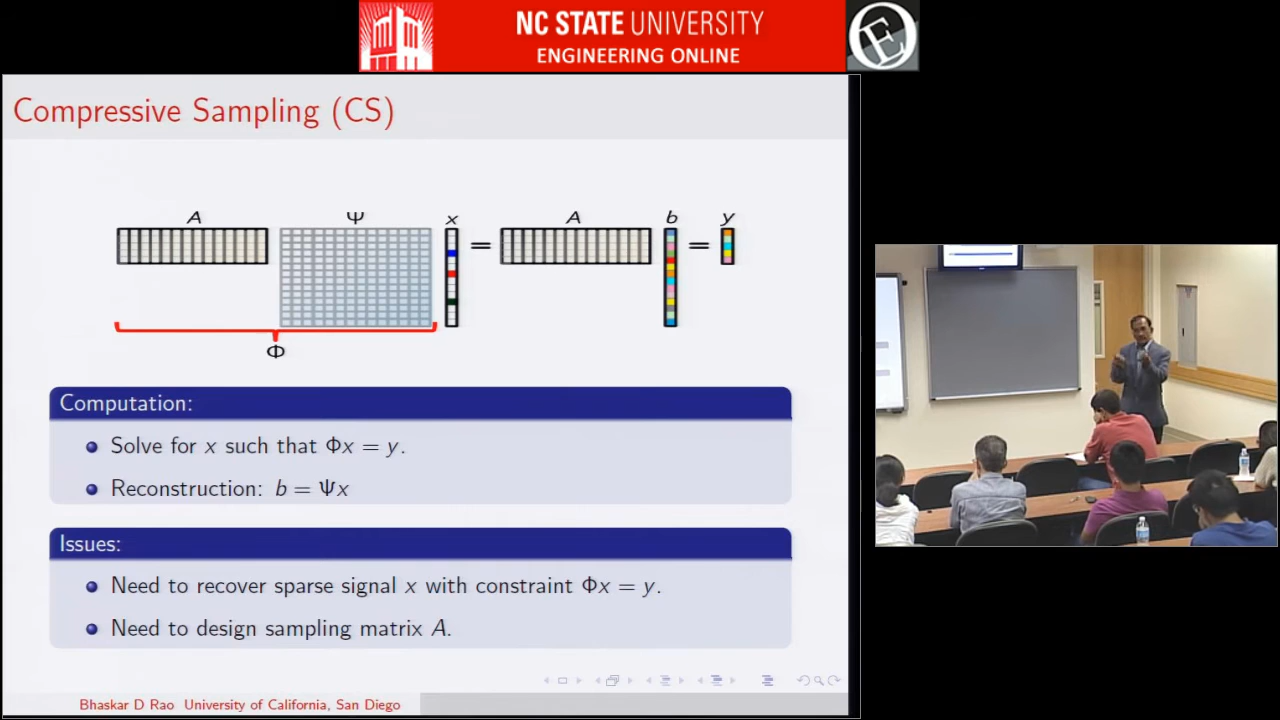 NC STATE UNIVERSITY
ENGINEERING ONLINE
Compressive Sampling (CS)
A Ψ x = A b = y
Φ
Computation:
Solve for x such that Φx = y.
Reconstruction: b = Ψx
Issues:
Need to recover sparse signal x with constraint Φx = y.
Need to design sampling matrix A.
Bhaskar D Rao University of California, San Diego